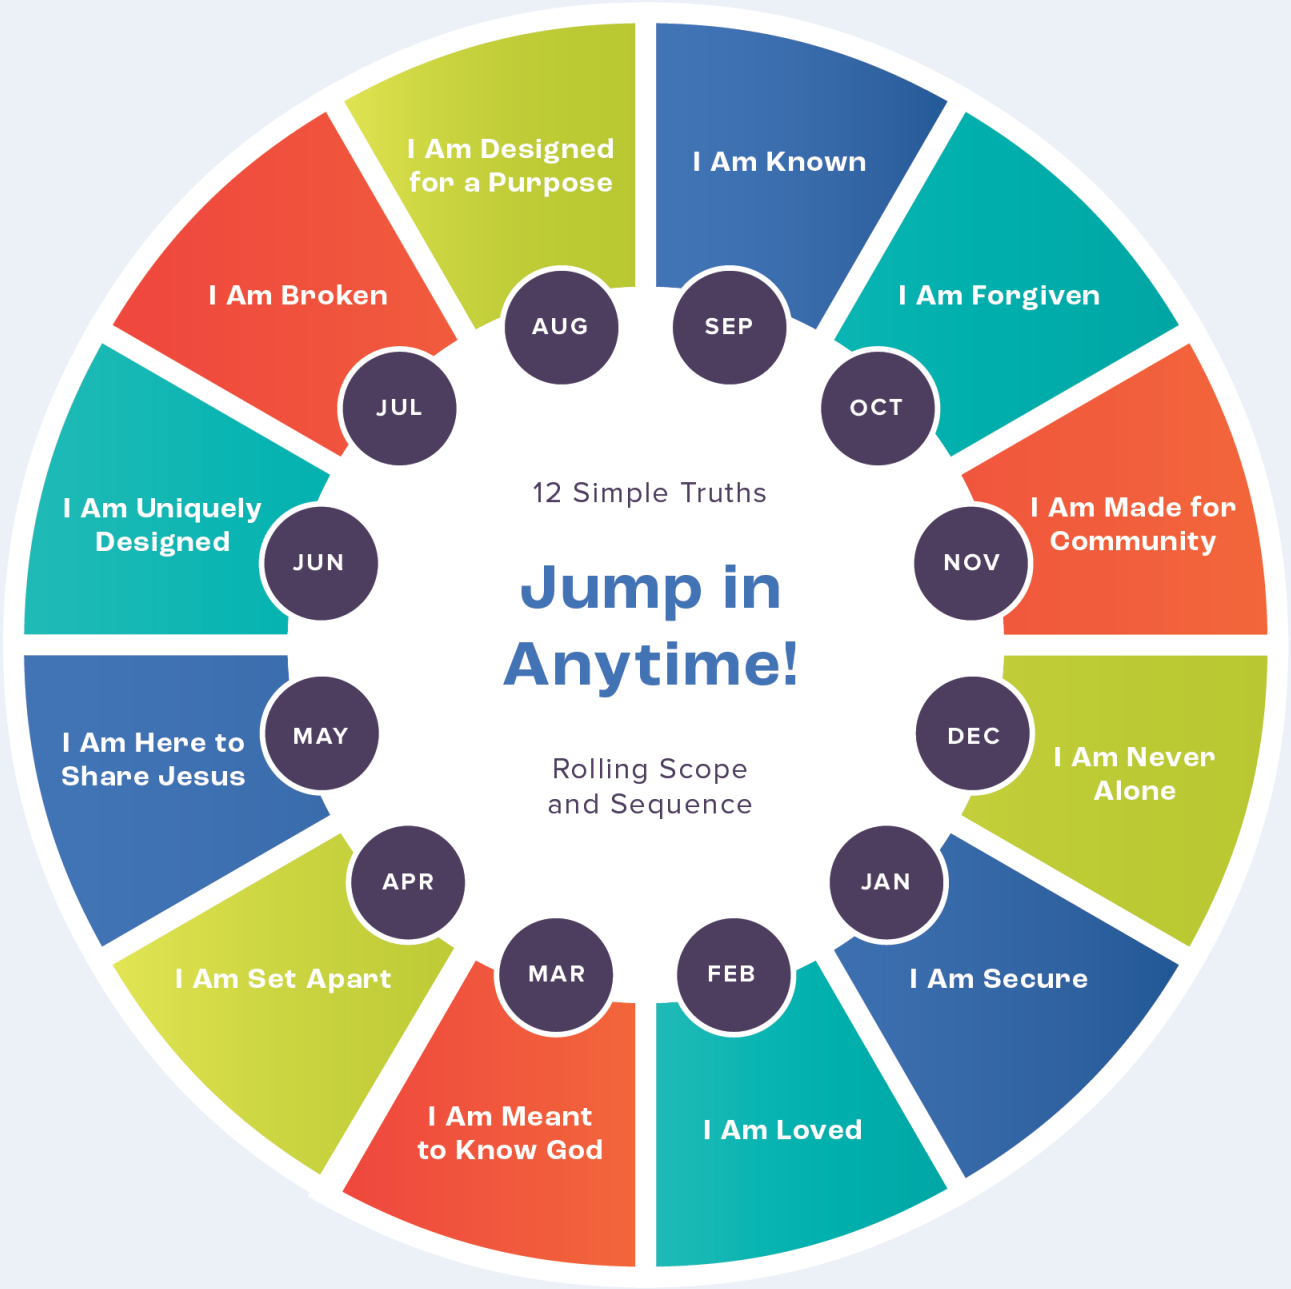 I Am Designed
for a Purpose
I Am Known
I Am Broken
I Am Forgiven
AUG
SEP
JUL
OCT
I Am Uniquely
Designed
JUN
12 Simple Truths
NOV
I Am Made for
Community
Jump in
Anytime!
I Am Here to
Share Jesus
MAY
Rolling Scope
and Sequence
DEC
I Am Never
Alone
APR
JAN
I Am Set Apart
MAR
FEB
I Am Secure
I Am Meant
to Know God
I Am Loved